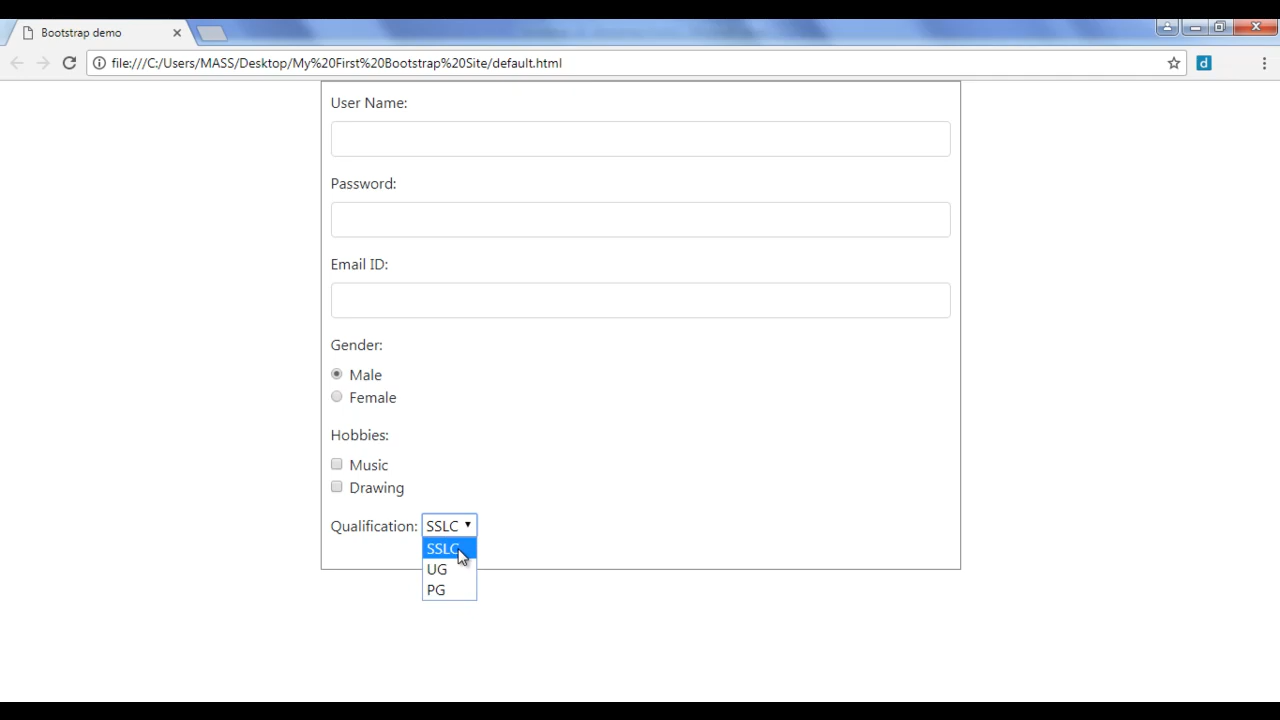 Bootstrap demo
file:///C:/Users/MASS/Desktop/My%20First%20Bootstrap%20Site/default.html
d
User Name:
Password:
Email ID:
Gender:
Male
Female
Hobbies:
Music
Drawing
Qualification: SSLC
SSLC
UG
PG